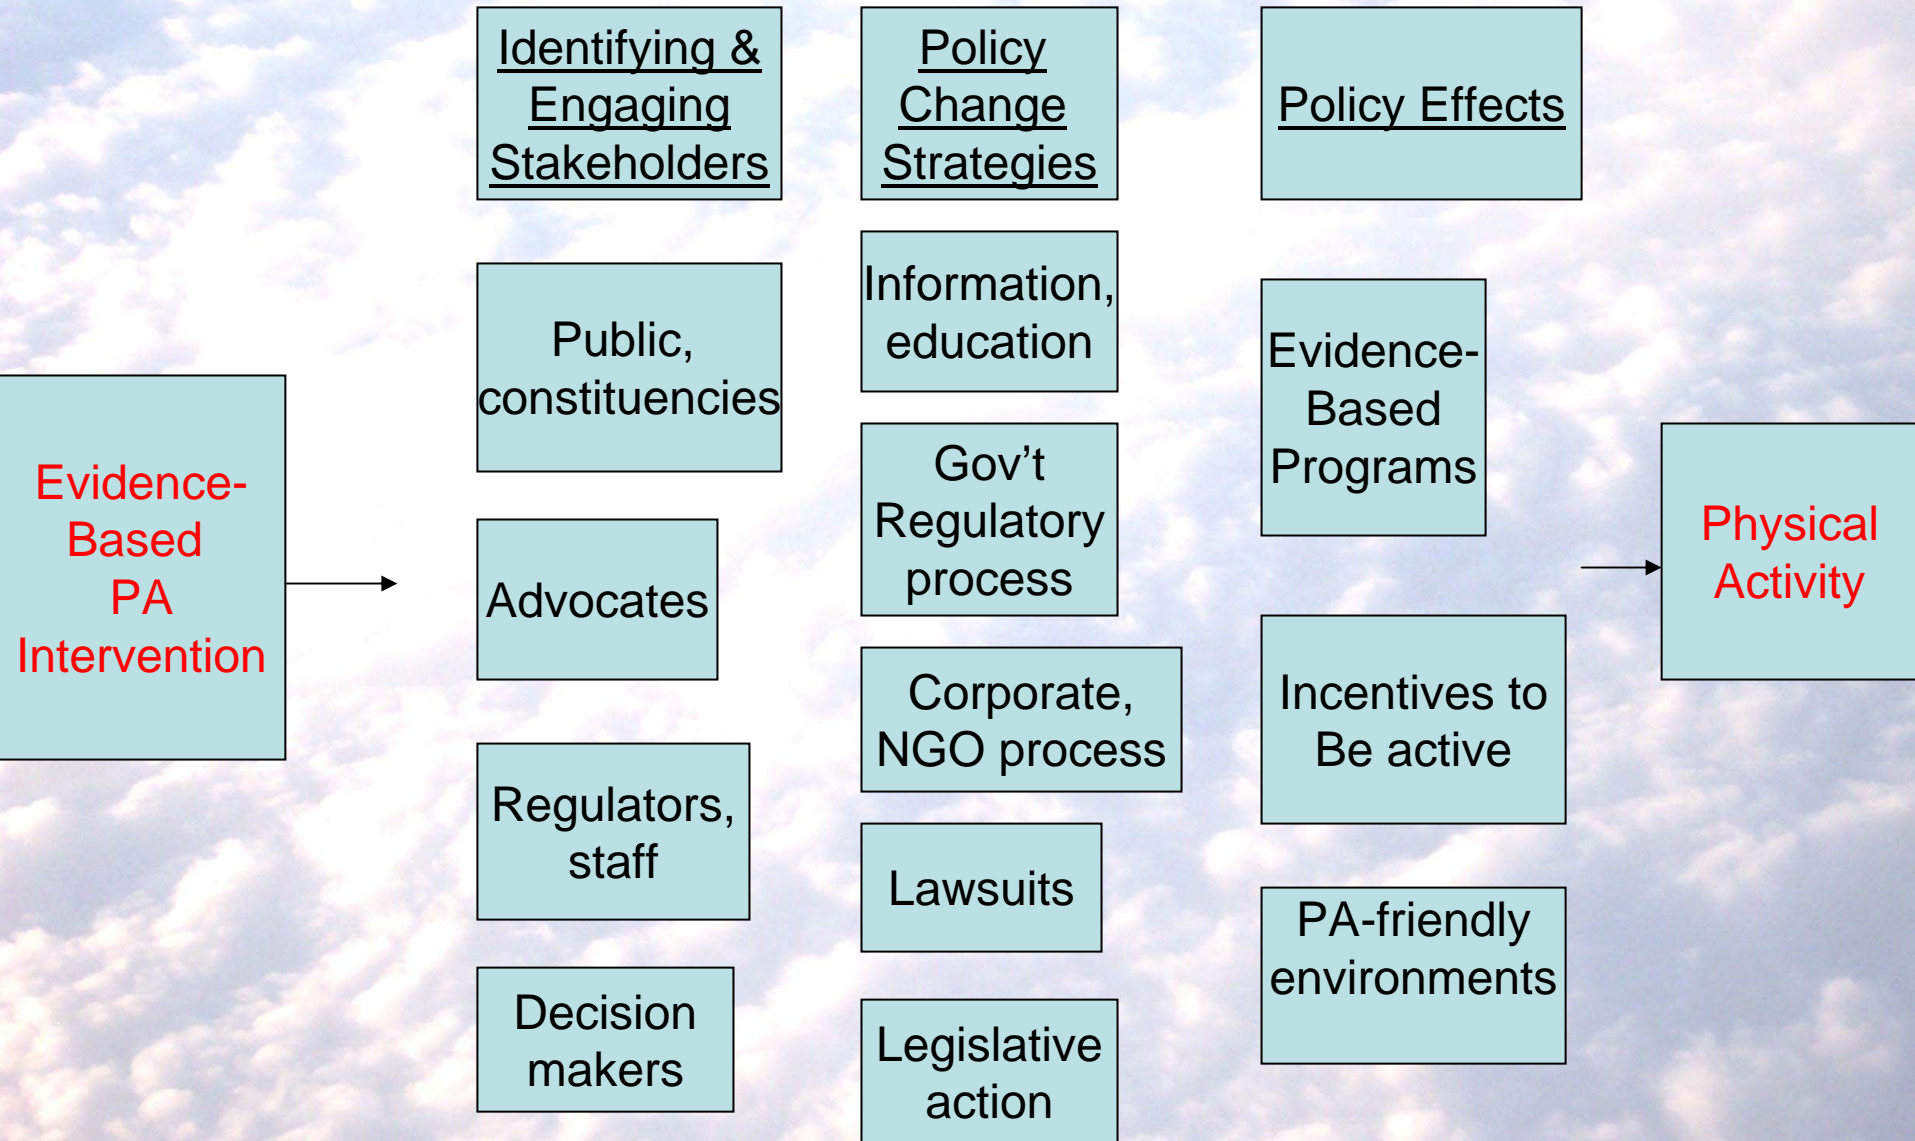 Evidence-
Based
PA
Intervention
Identifying &
Engaging
Stakeholders
Public,
constituencies
Advocates
Regulators,
staff
Decision
makers
Policy
Change
Strategies
Information,
education
Gov’t
Regulatory
process
Corporate,
NGO process
Lawsuits
Legislative
action
Policy Effects
Evidence-
Based
Programs
Incentives to
Be active
PA-friendly
environments
Physical
Activity